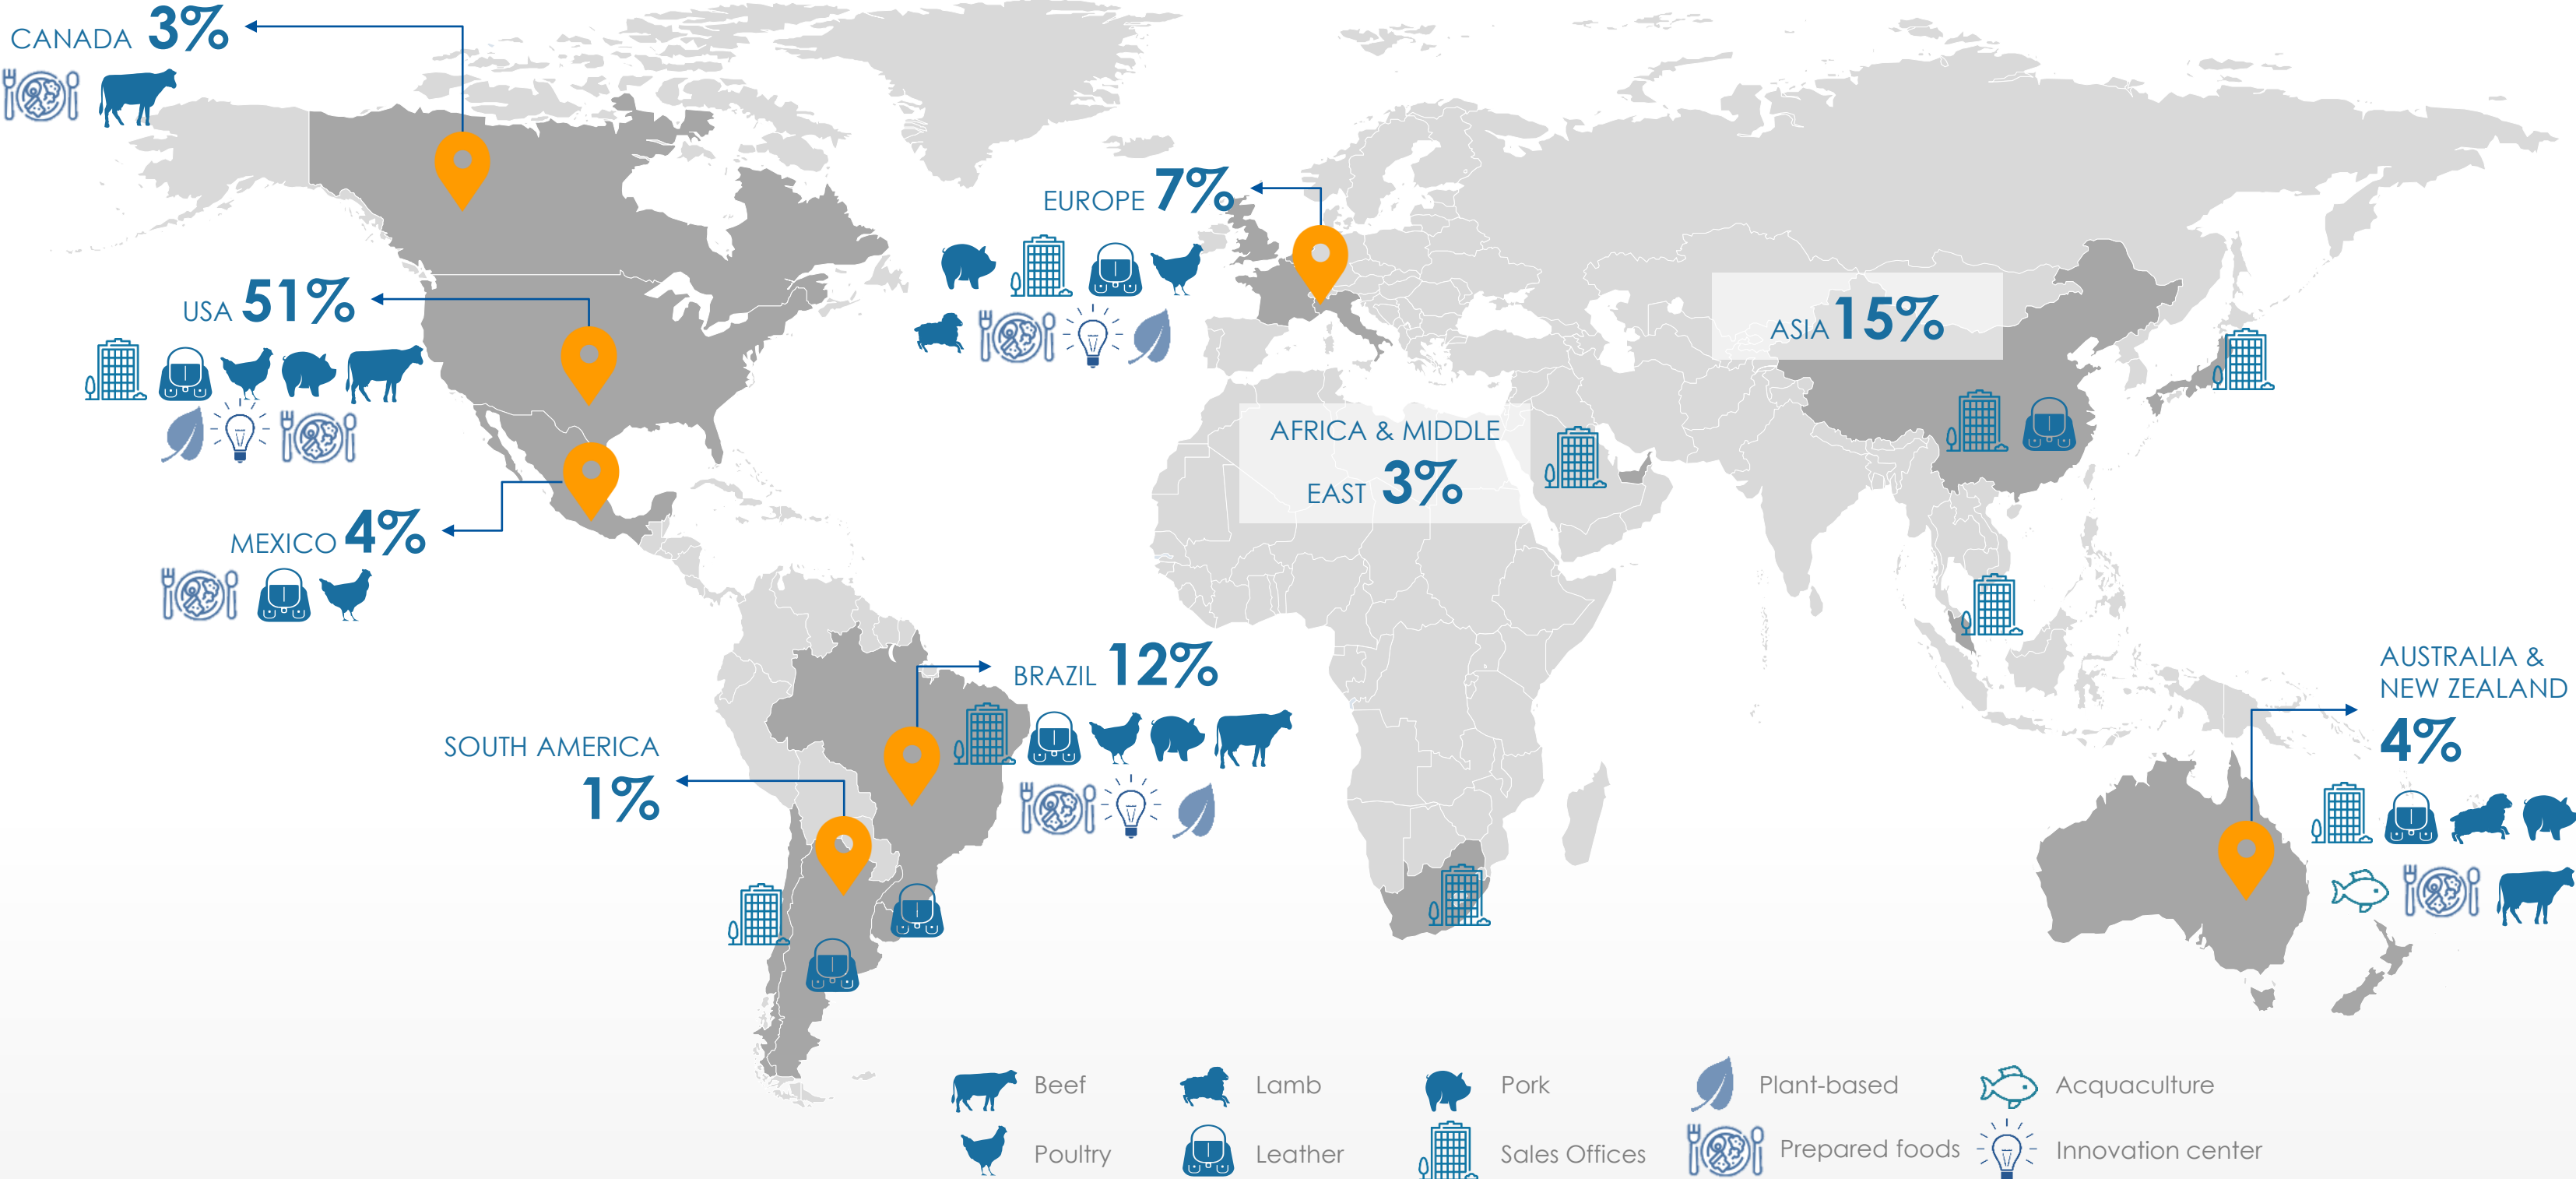 CANADA 3%
EUROPE 7%
USA 51%
ASIA 15%
AFRICA & MIDDLE
EAST 3%
MEXICO 4%
BRAZIL 12%
AUSTRALIA &
NEW ZEALAND
4%
SOUTH AMERICA
1%
Beef
Lamb
Pork
Plant-based
Acquaculture
Poultry
Leather
Sales Offices
Prepared foods
Innovation center